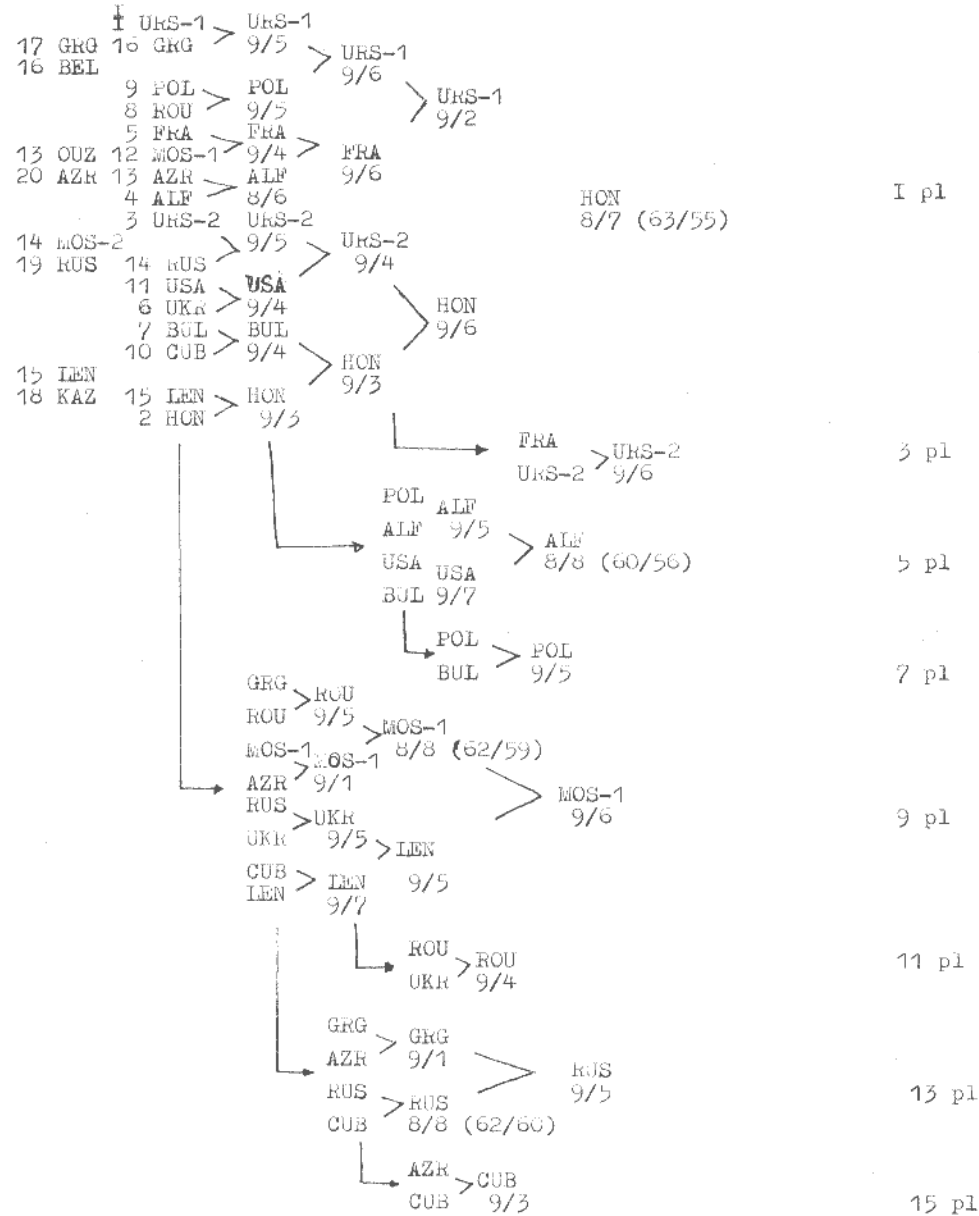 I URS-1 URS-1
17 GRG 16 GRG 9/5 URS-1
16 BEL 9/6
9 POL POL URS-1
8 ROU 9/5 9/2
5 FRA FRA
13 OUZ 12 MOS-1 9/4 FRA
20 AZR 13 AZR ALF 9/6 HON I pl
4 ALF 8/6 8/7 (63/55)
3 URS-2 URS-2
14 MOS-2 9/5 URS-2
19 RUS 14 RUS 9/4
11 USA USA
6 UKR 9/4 HON
7 BUL BUL 9/6
10 CUB 9/4 HON
15 LEN 9/3
18 KAZ 15 LEN HON
2 HON 9/3
FRA URS-2 3 pl
URS-2 9/6
POL ALF
ALF 9/5 ALF
USA USA 8/8 (60/56) 5 pl
BUL 9/7
POL POL
BUL 9/5 7 pl
GRG ROU
ROU 9/5 MOS-1
MOS-1 MOS-1 8/8 (62/59)
AZR 9/1 MOS-1
RUS UKR 9/6 9 pl
UKR 9/5 LEN
CUB LEN 9/5
LEN 9/7
ROU ROU 11 pl
UKR 9/4
GRG GRG
AZR 9/1 RUS
RUS RUS 9/5 13 pl
CUB 8/8 (62/60)
AZR CUB
CUB 9/3 15 pl